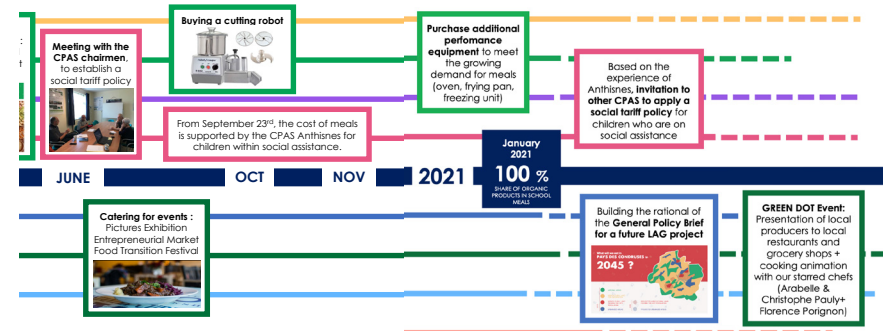 :
t
Meeting with the
CPAS chairmen,
to establish a
social tariff policy
Buying a cutting robot
From September 23rd, the cost of meals
is supported by the CPAS Anthisnes for
children within social assistance.
Purchase additional
perfomance
equipment to meet
the growing
demand for meals
(oven, frying pan,
freezing unit)
Based on the
experience of
Anthisnes, invitation to
other CPAS to apply a
social tariff policy for
children who are on
social assistance
JUNE
OCT
NOV
2021
January
2021
100 %
SHARE OF ORGANIC
PRODUCTS IN SCHOOL
MEALS
Catering for events :
Pictures Exhibition
Entrepreneurial Market
Food Transition Festival
Building the rational of
the General Policy Brief
for a future LAG project
2045 ?
GREEN DOT Event:
Presentation of local
producers to local
restaurants and
grocery shops +
cooking animation
with our starred chefs
(Arabelle &
Christophe Pauly+
Florence Porignon)